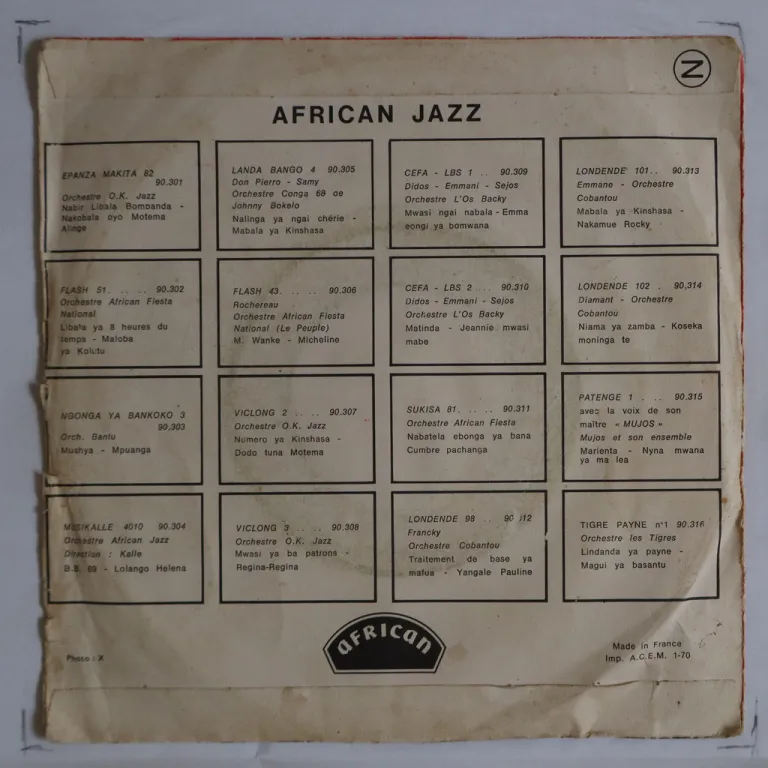 N
AFRICAN JAZZ
EPANZA MAKITA 82
90.301
Orchestre O.K. Jazz
Nabir Libala Bombanda -
Nakobala oyo Motema
Alinge
LANDA BANGO 4 90.305
Don Pierro - Samy
Orchestre Conga 68 de
Johnny Bokelo
Nalinga ya ngai chérie -
Mabala ya Kinshasa
CEFA - LBS 1 .. 90.309
Didos - Emmani - Sejos
Orchestre L'Os Backy
Mwasi ngai nabala - Emma
eongi ya bomwana
LONDENDE 101.. 90.313
Emmane - Orchestre
Cobantou
Mabala ya Kinshasa -
Nakamue Rocky
FLASH 51. .. .. 90.302
Orchestre African Fiesta
National
Libala ya 8 heures du
temps - Maloba
ya Kolutu
FLASH 43. .. .. 90.306
Rochereau
Orchestre African Fiesta
National (Le Peuple)
M. Wanke - Micheline
CEFA - LBS 2 ... 90.310
Didos - Emmani - Sejos
Orchestre L'Os Backy
Matinda - Jeannie mwasi
mabe
LONDENDE 102 . 90,314
Diamant - Orchestre
Cobantou
Niama ya zamba - Koseka
moninga te
NGONGA YA BANKOKO 3
90,303
Orch. Bantu
Mushya - Mpuanga
VICLONG 2 .. .. 90.307
Orchestre O.K. Jazz
Numero ya Kinshasa -
Dodo tuna Motema
SUKISA 81. .. .. 90.311
Orchestre African Fiesta
Nabatela ebonga ya bana
Cumbre pachanga
PATENGE 1 . .. 90.315
avec la voix de son
maître « MUJOS »
Mujos et son ensemble
Marienta - Nyna mwana
ya ma lea
MUSIKALLE 4010 90.304
Orchestre African Jazz
Direction : Kalle
B.B. 69 - Lolango Helena
VICLONG 3 .. .. 90.308
Orchestre O.K. Jazz
Mwasi ya ba patrons -
Regina-Regina
LONDENDE 98 .. 90.312
Francky
Orchestre Cobantou
Traitement de base ya
mafua - Yangale Pauline
TIGRE PAYNE n°1 90.316
Orchestre les Tigres
Lindanda ya payne -
Magui ya basantu
AFRICAN
Photo : X
Made in France
Imp. A.C.E.M. 1-70